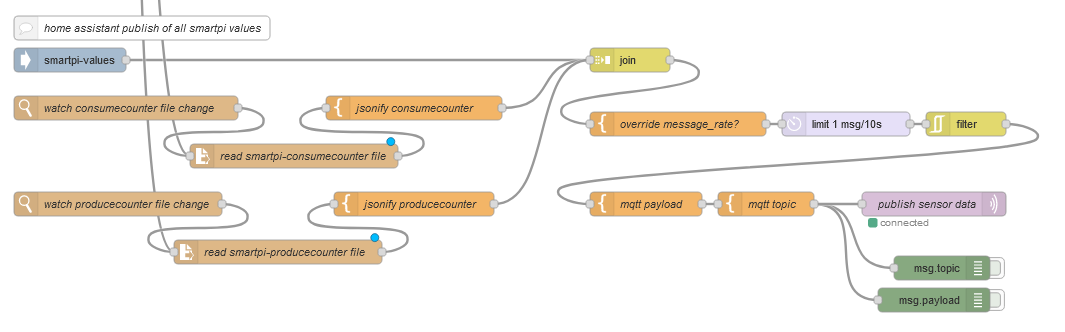 home assistant publish of all smartpi values
smartpi-values
join
watch consumecounter file change
jsonify consumecounter
override message_rate?
limit 1 msg/10s
filter
read smartpi-consumecounter file
watch producecounter file change
jsonify producecounter
mqtt payload
mqtt topic
publish sensor data
connected
read smartpi-producecounter file
msg.topic
msg.payload